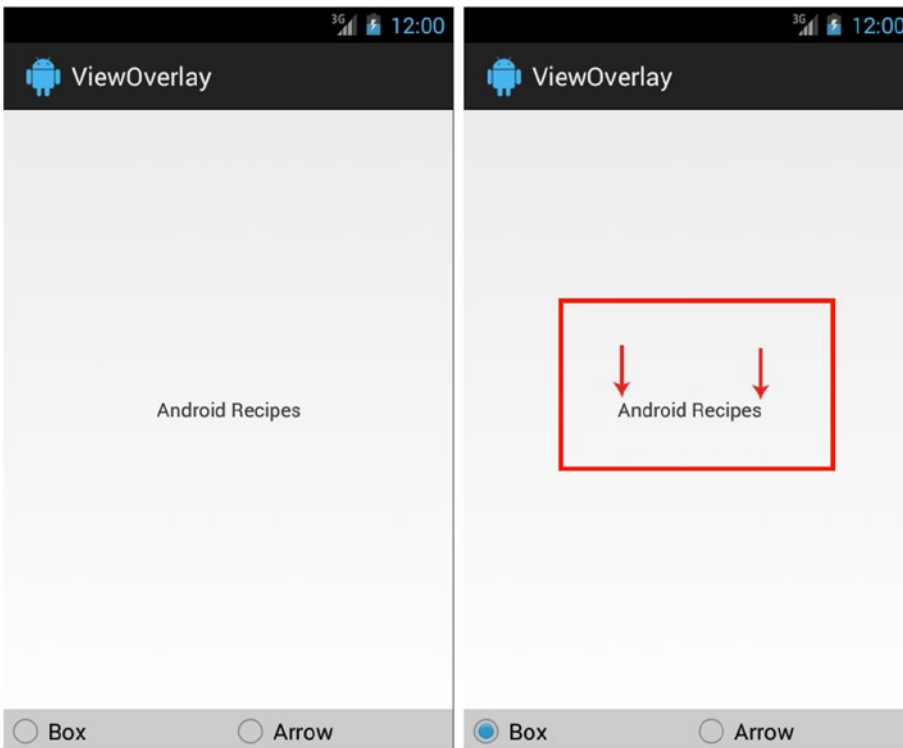 3G 12:00
ViewOverlay
Android Recipes
Box Arrow
3G 12:00
ViewOverlay
Android Recipes
Box Arrow